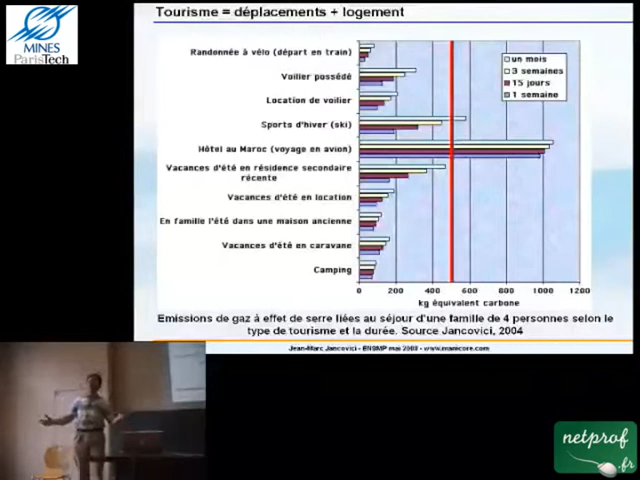 Tourisme = déplacements + logement
MINES
ParisTech
Randonnée à vélo (départ en train)
Voilier possédé
Location de voilier
Sports d'hiver (ski)
Hôtel au Maroc (voyage en avion)
Vacances d'été en résidence secondaire
récente
Vacances d'été en location
En famille l'été dans une maison ancienne
Vacances d'été en caravane
Camping
un mois
3 semaines
15 jours
1 semaine
0 200 400 600 800 1000 1200
kg équivalent carbone
Emissions de gaz à effet de serre liées au séjour d'une famille de 4 personnes selon le
type de tourisme et la durée. Source Jancovici, 2004
Jean-Marc Jancovici - ENSMP mai 2008 - www.manicore.com
netprof
.fr